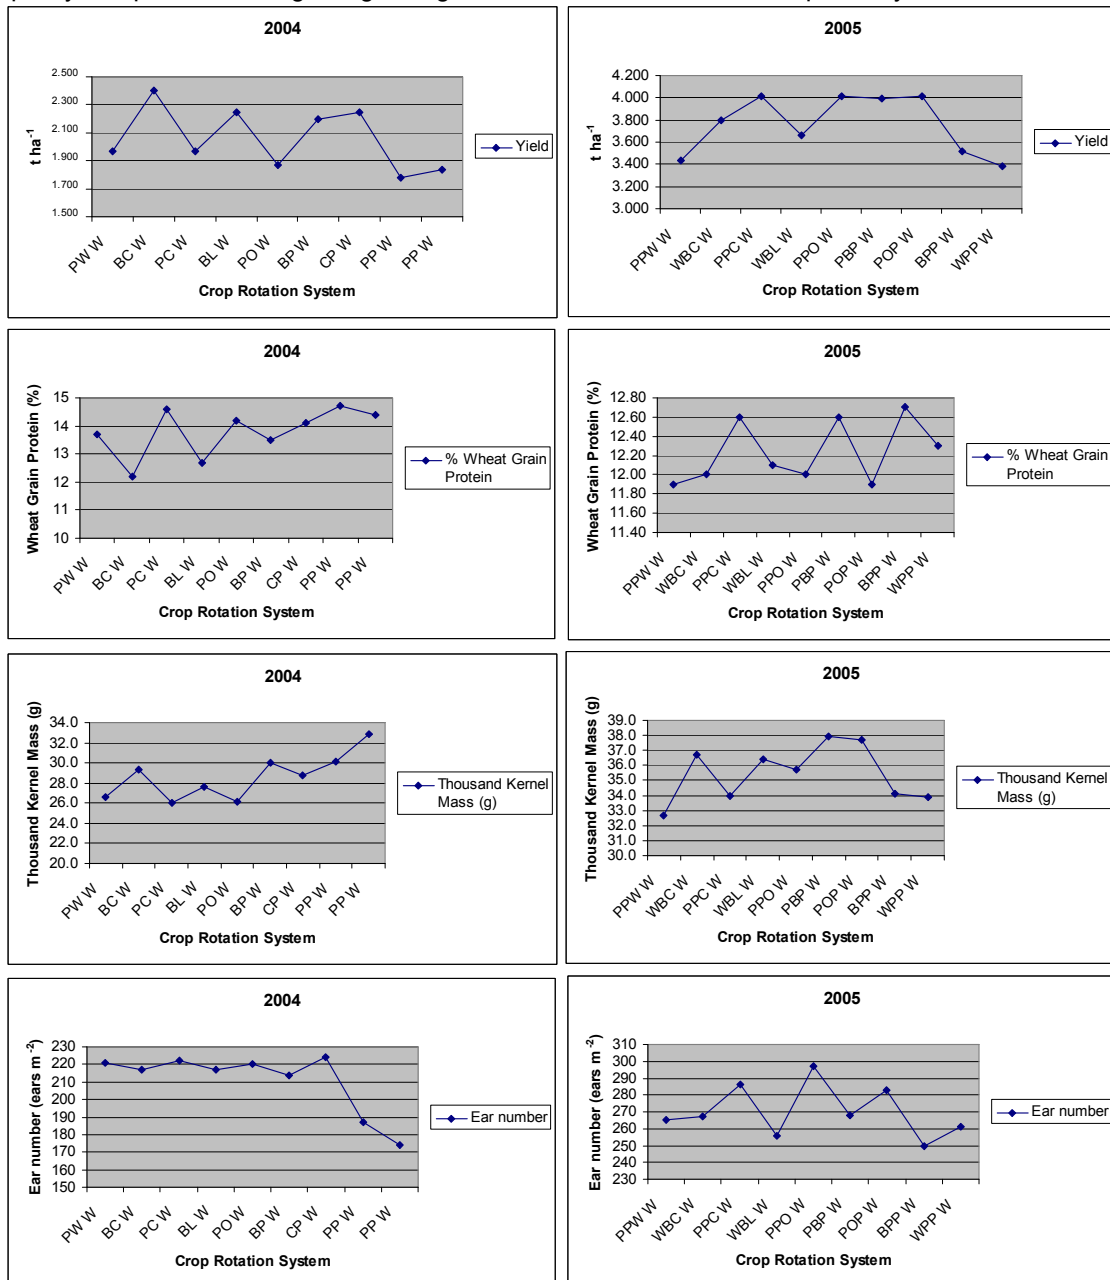 2004
2.500
2.300
2.100
1.900
1.700
1.500
t ha-1
PW W
BC W
PC W
BL W
PO W
BP W
CP W
PP W
PP W
Crop Rotation System
Yield
2005
4.200
4.000
3.800
3.600
3.400
3.200
3.000
t ha-1
PPW W
WBC W
PPC W
WBL W
PPO W
PBP W
POP W
BPP W
WPP W
Crop Rotation System
Yield
2004
15
14
13
12
11
10
Wheat Grain Protein (%)
PW W
BC W
PC W
BL W
PO W
BP W
CP W
PP W
PP W
Crop Rotation System
% Wheat Grain
Protein
2005
12.80
12.60
12.40
12.20
12.00
11.80
11.60
11.40
Wheat Grain Protein (%)
PPW W
WBC W
PPC W
WBL W
PPO W
PBP W
POP W
BPP W
WPP W
Crop Rotation System
% Wheat Grain
Protein
2004
34.0
32.0
30.0
28.0
26.0
24.0
22.0
20.0
Thousand Kernel Mass (g)
PW W
BC W
PC W
BL W
PO W
BP W
CP W
PP W
PP W
Crop Rotation System
Thousand Kernel
Mass (g)
2005
39.0
38.0
37.0
36.0
35.0
34.0
33.0
32.0
31.0
30.0
Thousand Kernel Mass (g)
PPW W
WBC W
PPC W
WBL W
PPO W
PBP W
POP W
BPP W
WPP W
Crop Rotation System
Thousand Kernel
Mass (g)
2004
230
220
210
200
190
180
170
160
150
Ear number (ears m-2)
PW W
BC W
PC W
BL W
PO W
BP W
CP W
PP W
PP W
Crop Rotation System
Ear number
2005
310
300
290
280
270
260
250
240
230
Ear number (ears m-2)
PPW W
WBC W
PPC W
WBL W
PPO W
PBP W
POP W
BPP W
WPP W
Crop Rotation System
Ear number